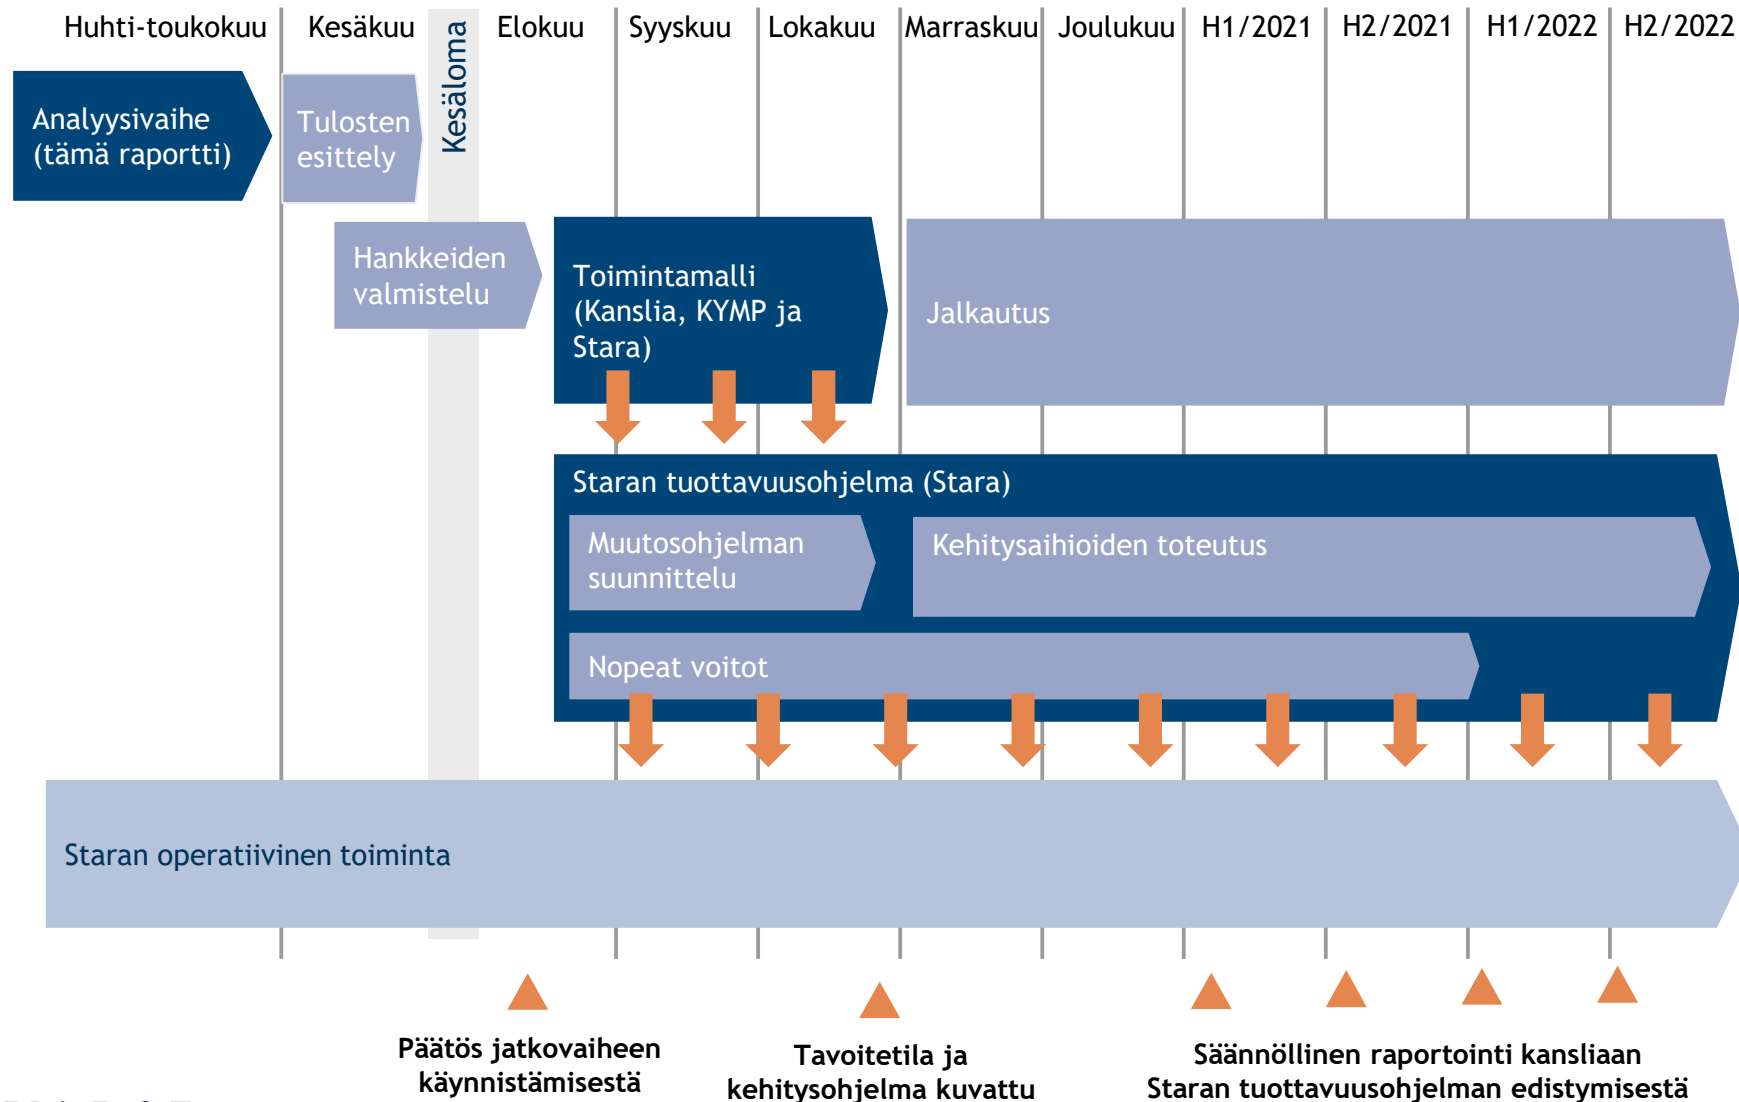 Huhti-toukokuu Kesäkuu Kesäloma Elokuu Syyskuu Lokakuu Marraskuu Joulukuu H1/2021 H2/2021 H1/2022 H2/2022
Analyysivaihe
(tämä raportti)
Tulosten
esittely
Hankkeiden
valmistelu
Toimintamalli
(Kanslia, KYMP ja
Stara)
Jalkautus
Staran tuottavuusohjelma (Stara)
Muutosohjelman
suunnittelu
Kehitysaihioiden toteutus
Nopeat voitot
Staran operatiivinen toiminta
Päätös jatkovaiheen
käynnistämisestä
Tavoitetila ja
kehitysohjelma kuvattu
Säännöllinen raportointi kansliaan
Staran tuottavuusohjelman edistymisestä